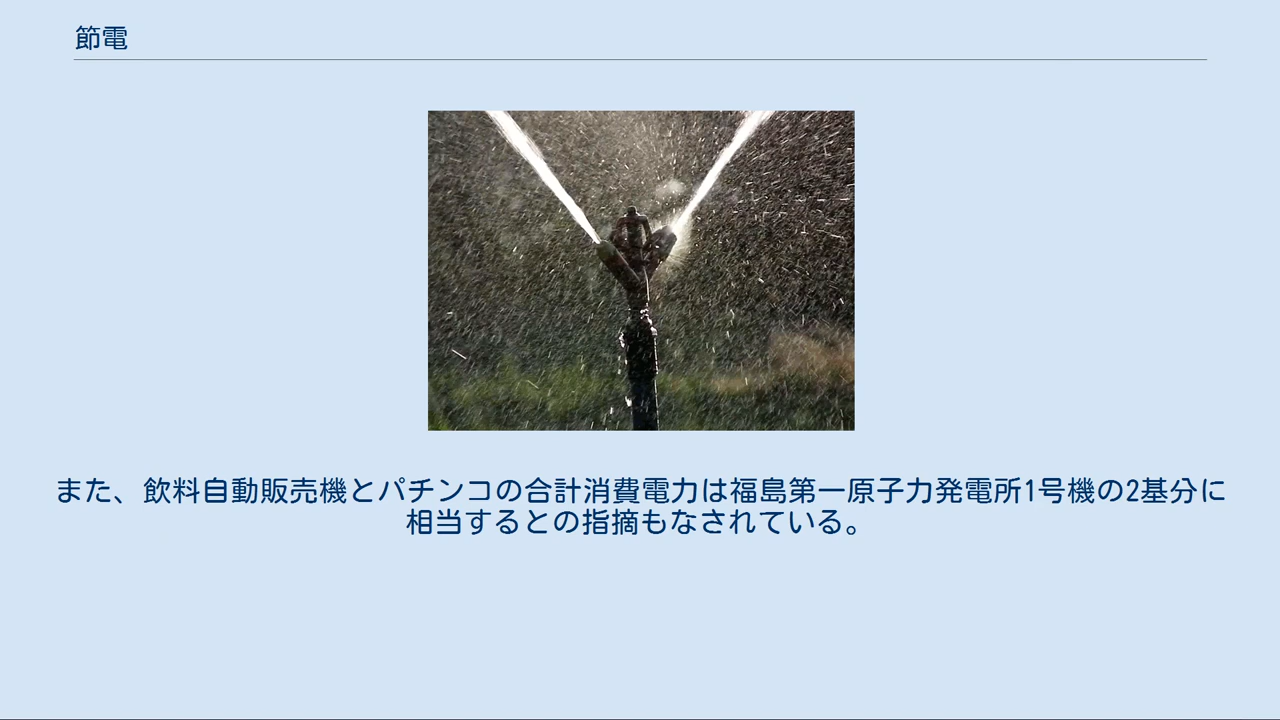 節電
また、飲料自動販売機とパチンコの合計消費電力は福島第一原子力発電所1号機の2基分に
相当するとの指摘もなされている。